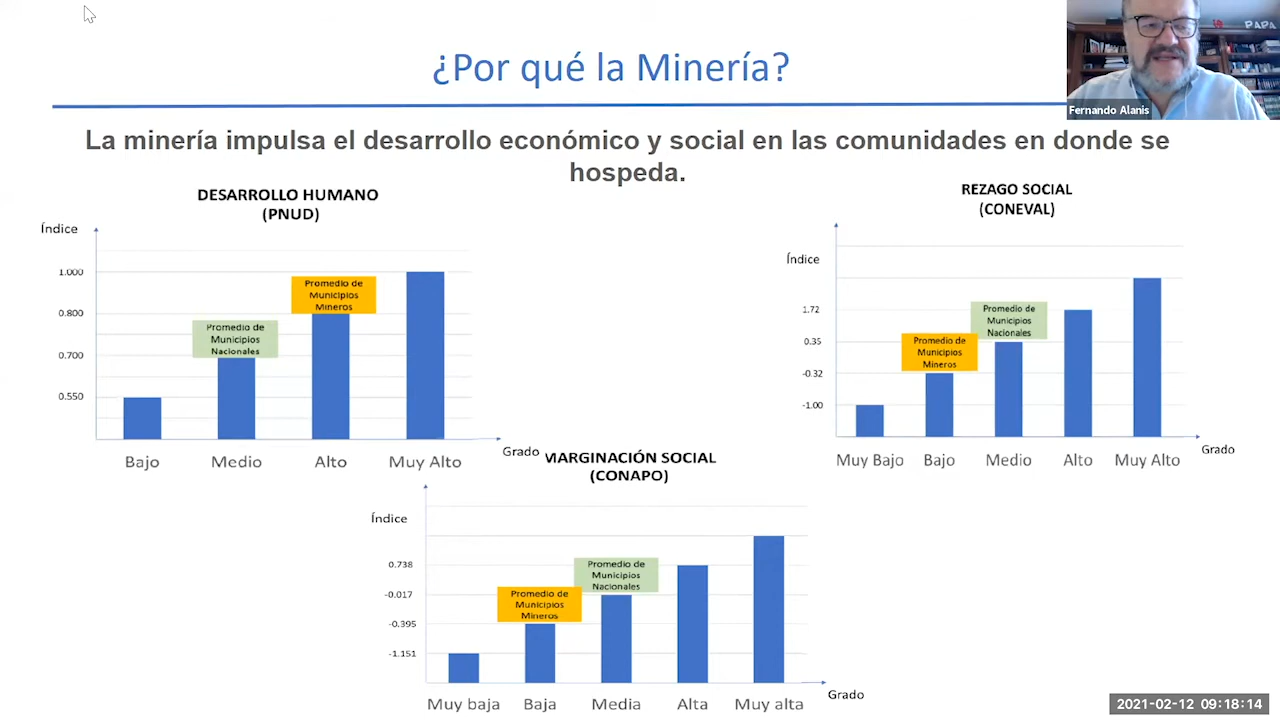 ¿Por qué la Minería?
PAPA
Fernando Alanis
La minería impulsa el desarrollo económico y social en las comunidades en donde se
hospeda.
DESARROLLO HUMANO
(PNUD)
Índice
1.000
0.800
0.700
0.550
Promedio de
Municipios
Nacionales
Promedio de
Municipios
Mineros
Bajo
Medio
Alto
Muy Alto
Grado
REZAGO SOCIAL
(CONEVAL)
Índice
1.72
0.35
-0.32
-1.00
Promedio de
Municipios
Mineros
Promedio de
Municipios
Nacionales
Muy Bajo
Bajo
Medio
Alto
Muy Alto
Grado
MARGINACIÓN SOCIAL
(CONAPO)
Índice
0.738
-0.017
-0.395
-1.151
Promedio de
Municipios
Mineros
Promedio de
Municipios
Nacionales
Muy baja
Baja
Media
Alta
Muy alta
Grado
2021-02-12 09:18:14